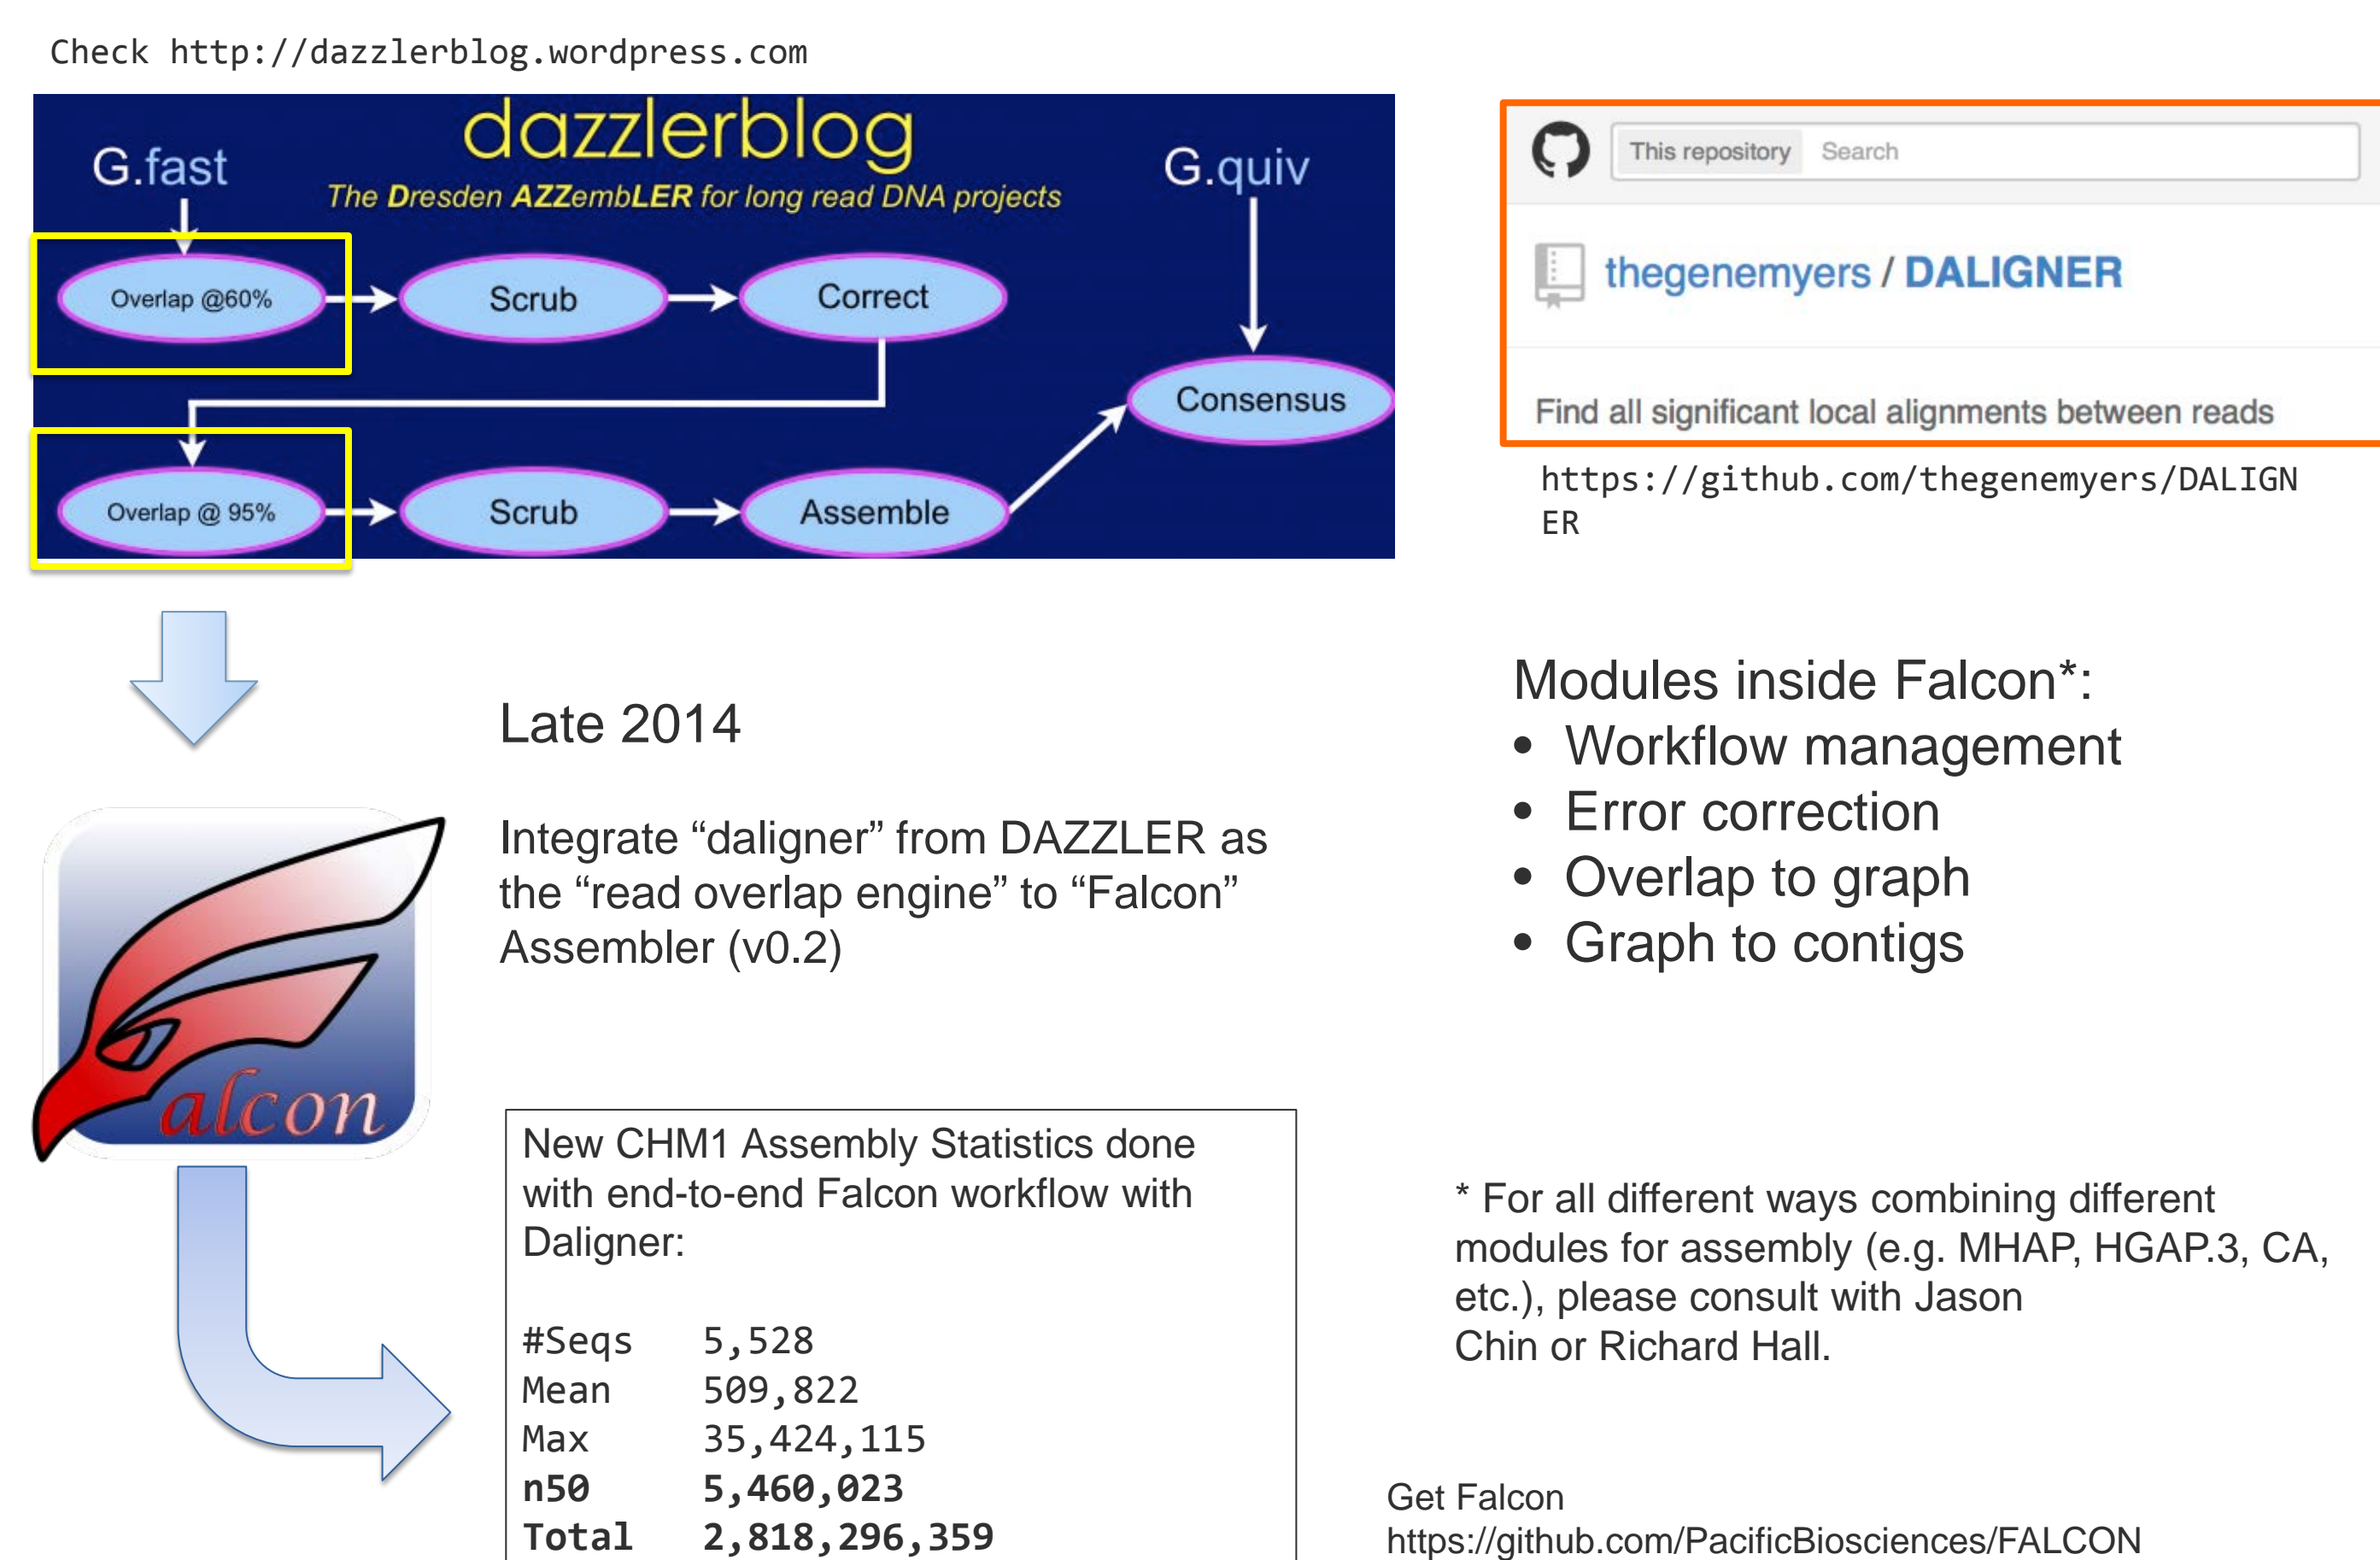 Check http://dazzlerblog.wordpress.com
dazzlerblog
The Dresden AZZembLER for long read DNA projects
G.fast
G.quiv
Overlap @60%
Scrub
Correct
Consensus
Overlap @ 95%
Scrub
Assemble
This repository Search
thegenemyers / DALIGNER
Find all significant local alignments between reads
https://github.com/thegenemyers/DALIGN
ER
Late 2014
Integrate “daligner” from DAZZLER as
the “read overlap engine” to “Falcon”
Assembler (v0.2)
Modules inside Falcon*:
• Workflow management
• Error correction
• Overlap to graph
• Graph to contigs
alcon
New CHM1 Assembly Statistics done
with end-to-end Falcon workflow with
Daligner:
#Seqs 5,528
Mean 509,822
Max 35,424,115
n50 5,460,023
Total 2,818,296,359
* For all different ways combining different
modules for assembly (e.g. MHAP, HGAP.3, CA,
etc.), please consult with Jason
Chin or Richard Hall.
Get Falcon
https://github.com/PacificBiosciences/FALCON